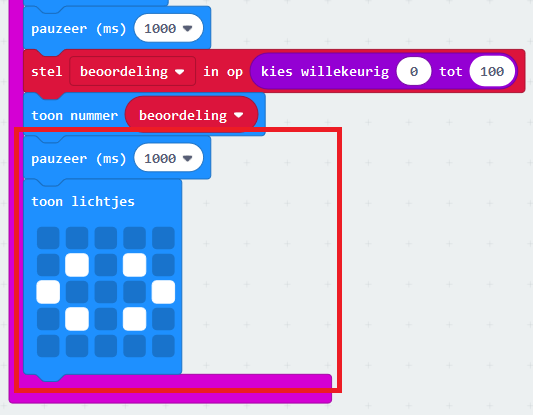 pauzeer (ms) 1000
stel beoordeling in op kies willekeurig 0 tot 100
toon nummer beoordeling
pauzeer (ms) 1000
toon lichtjes